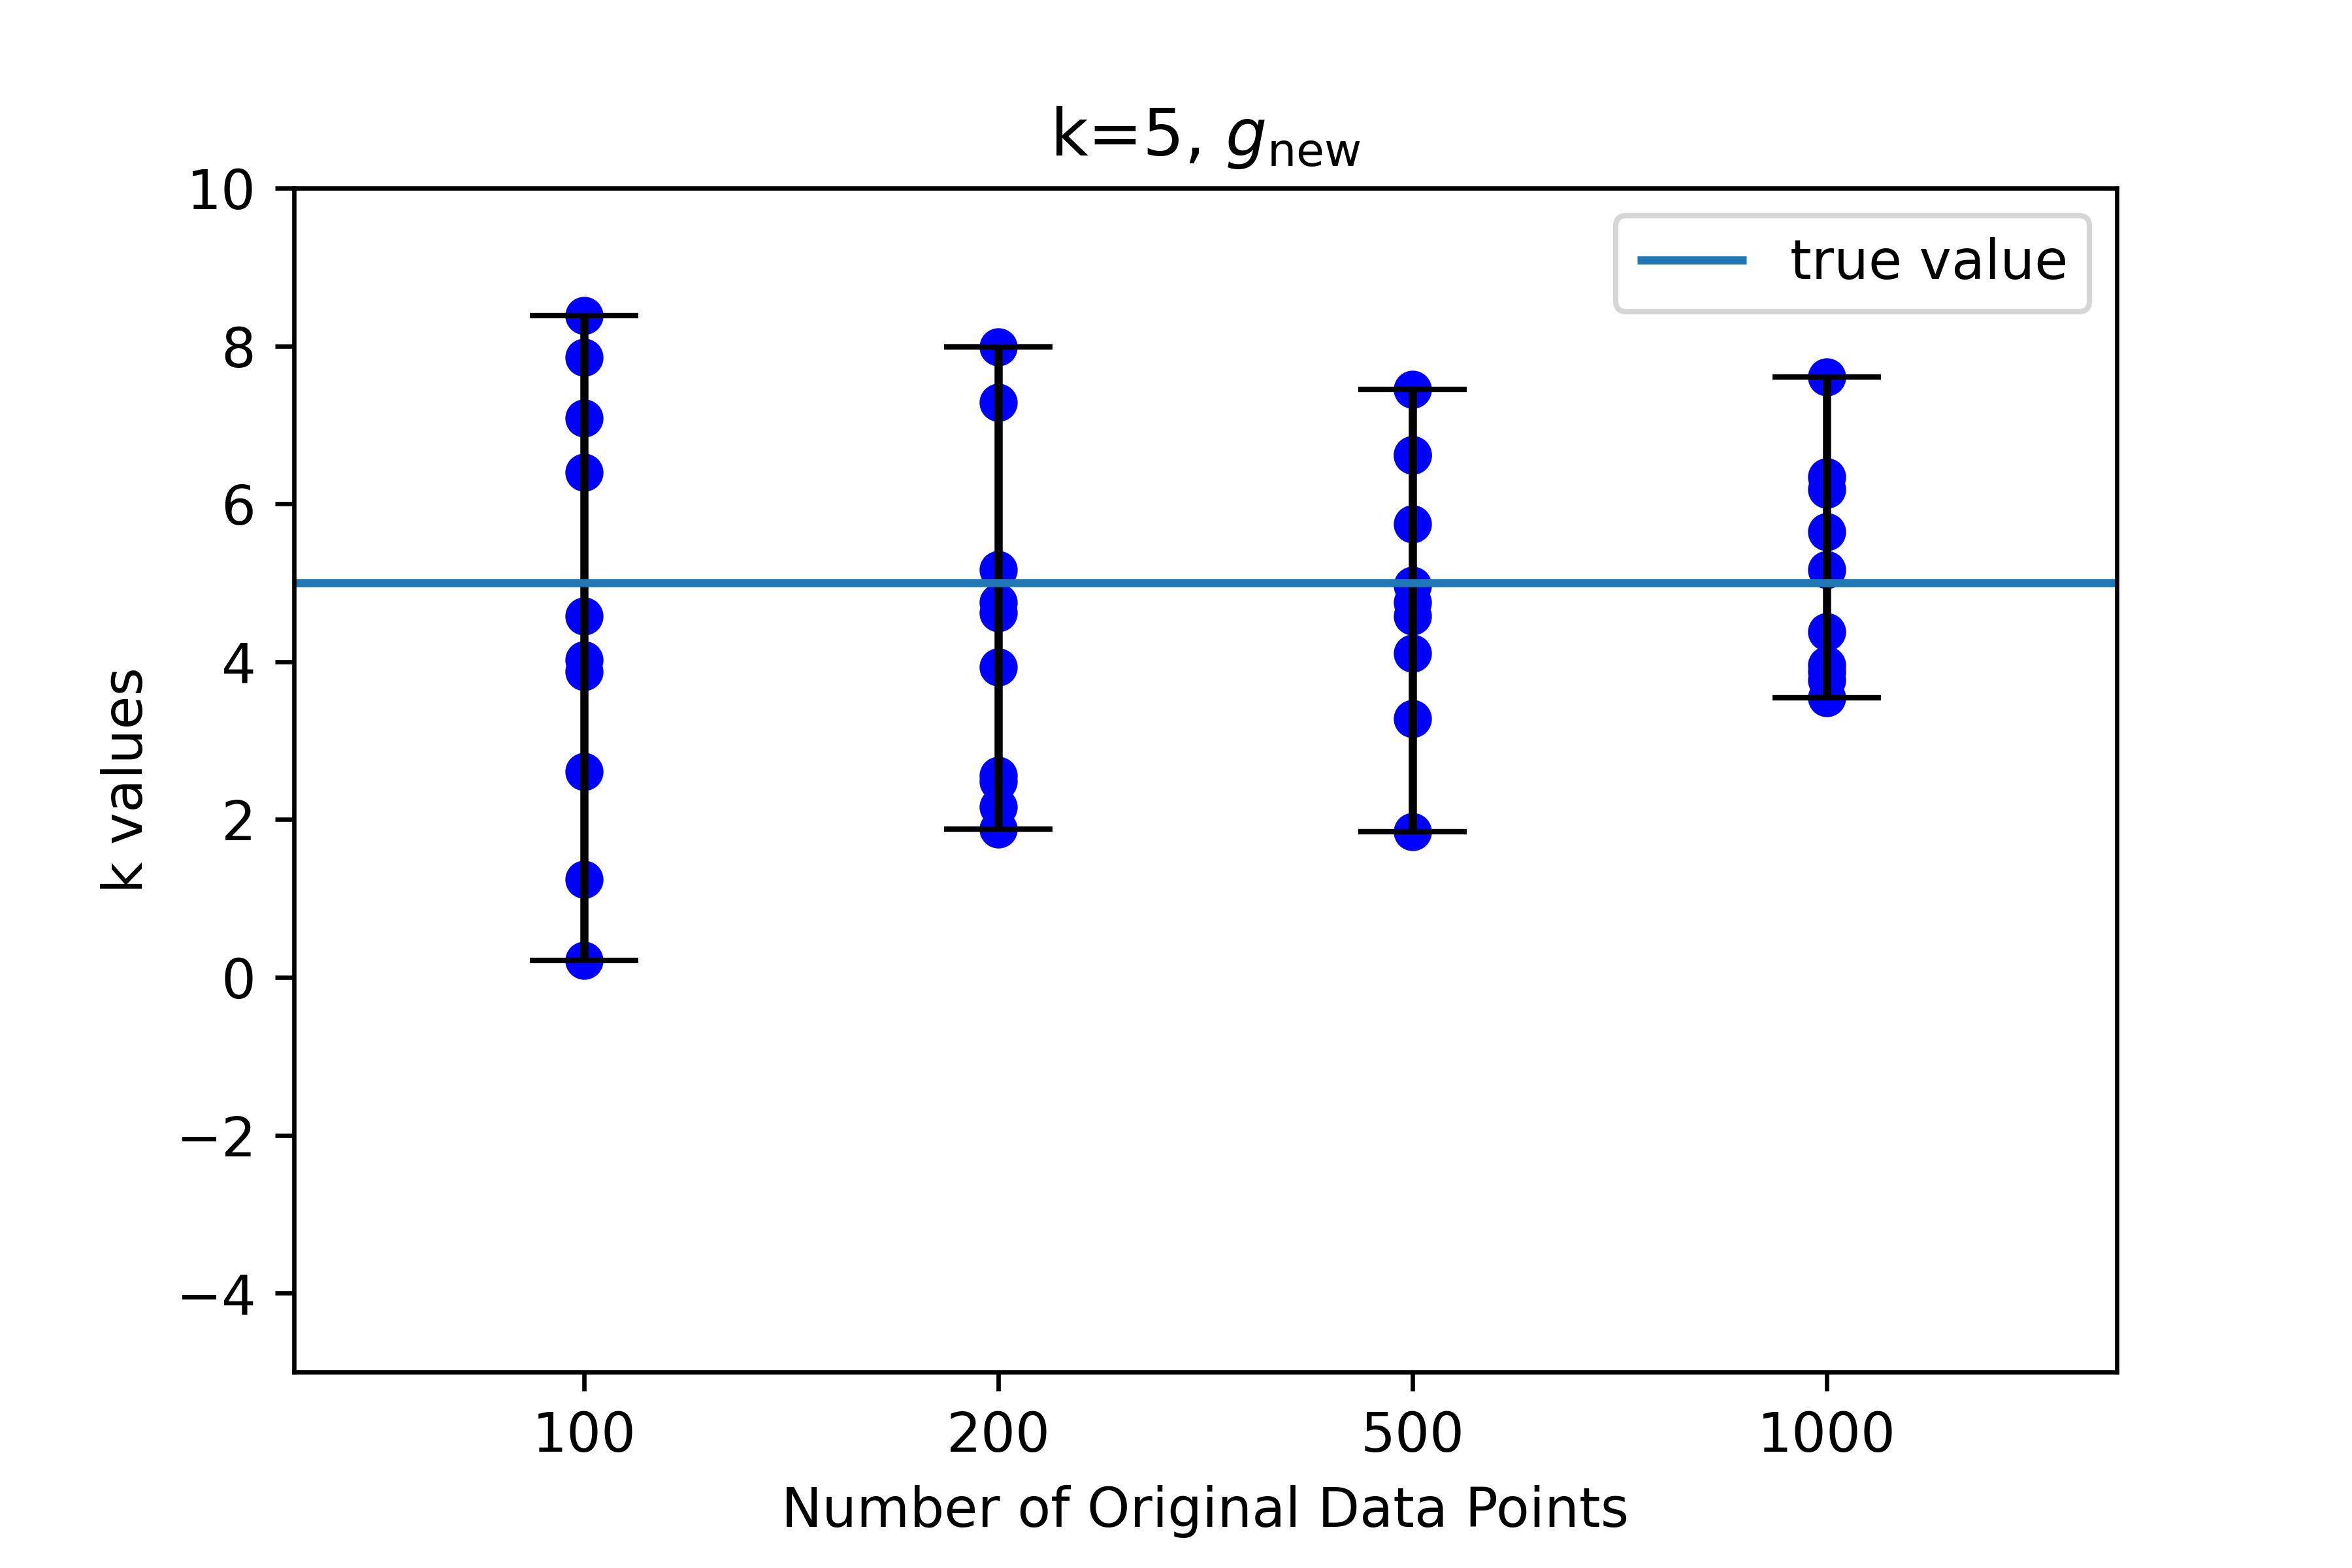 k=5, g_new
true value
10
8
6
4
2
0
−2
−4
k values
100 200 500 1000
Number of Original Data Points